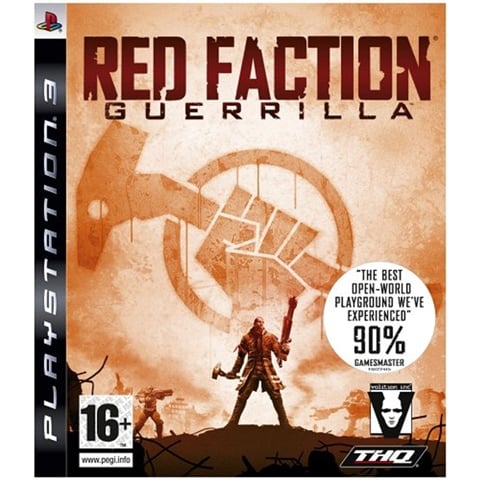 PLAYSTATION 3
RED FACTION
GUERRILLA
"THE BEST
OPEN-WORLD
PLAYGROUND WE'VE
EXPERIENCED"
90%
GAMESMASTER
volition inc
V
16+
www.pegi.info
THQ